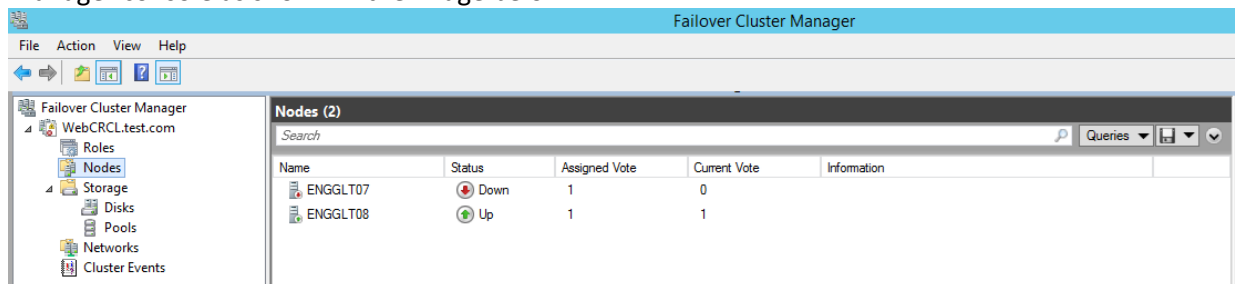 Failover Cluster Manager
File Action View Help
Failover Cluster Manager
WebCRCL.test.com
Roles
Nodes
Storage
Disks
Pools
Networks
Cluster Events
Nodes (2)
Search
Queries
Name Status Assigned Vote Current Vote Information
ENGGLT07 Down 1 0
ENGGLT08 Up 1 1